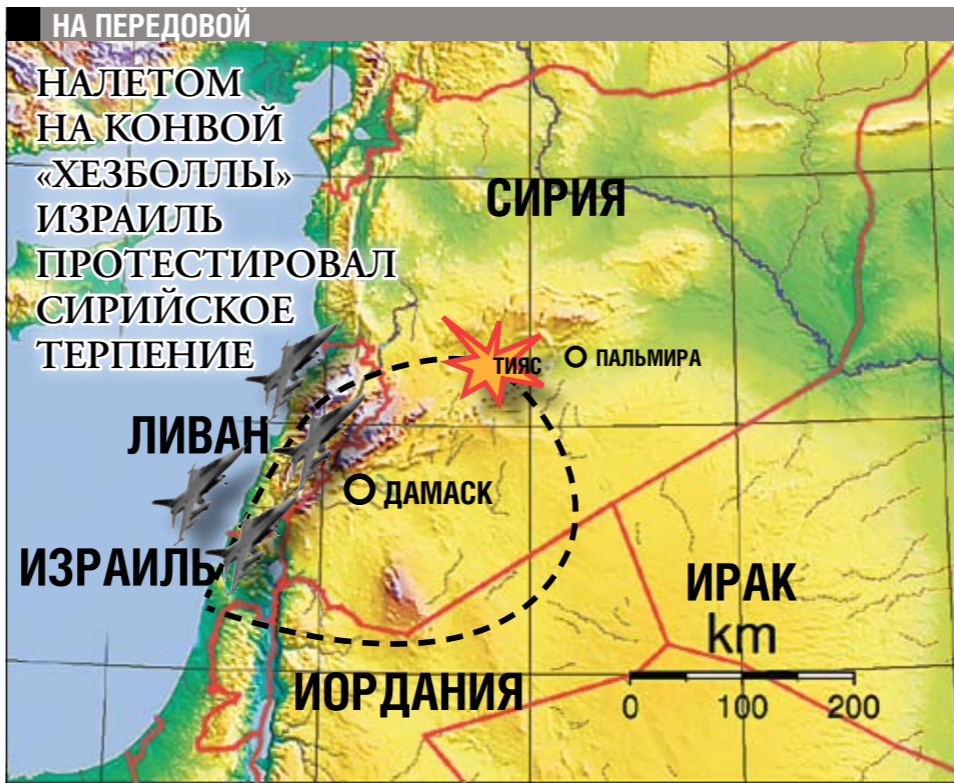 НА ПЕРЕДОВОЙ
НАЛЕТОМ
НА КОНВОЙ
«ХЕЗБОЛЛЫ»
ИЗРАИЛЬ
ПРОТЕСТИРОВАЛ
СИРИЙСКОЕ
ТЕРПЕНИЕ
СИРИЯ
ТИЯС
ПАЛЬМИРА
ЛИВАН
ДАМАСК
ИЗРАИЛЬ
ИРАК
km
ИОРДАНИЯ
0 100 200